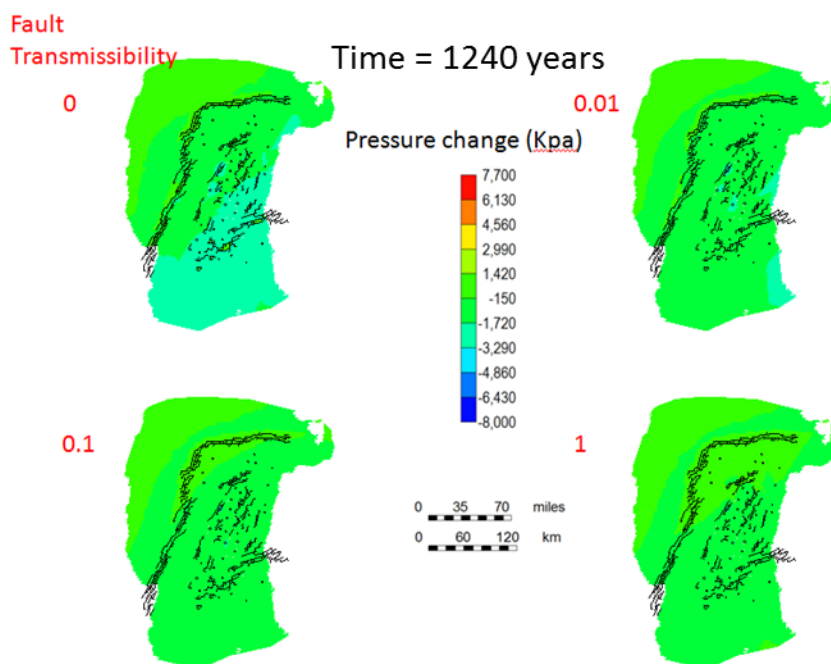 Fault
Transmissibility
Time = 1240 years
0
0.01
Pressure change (Kpa)
7,700
6,130
4,560
2,990
1,420
-150
-1,720
-3,290
-4,860
-6,430
-8,000
0.1
1
0 35 70 miles
0 60 120 km